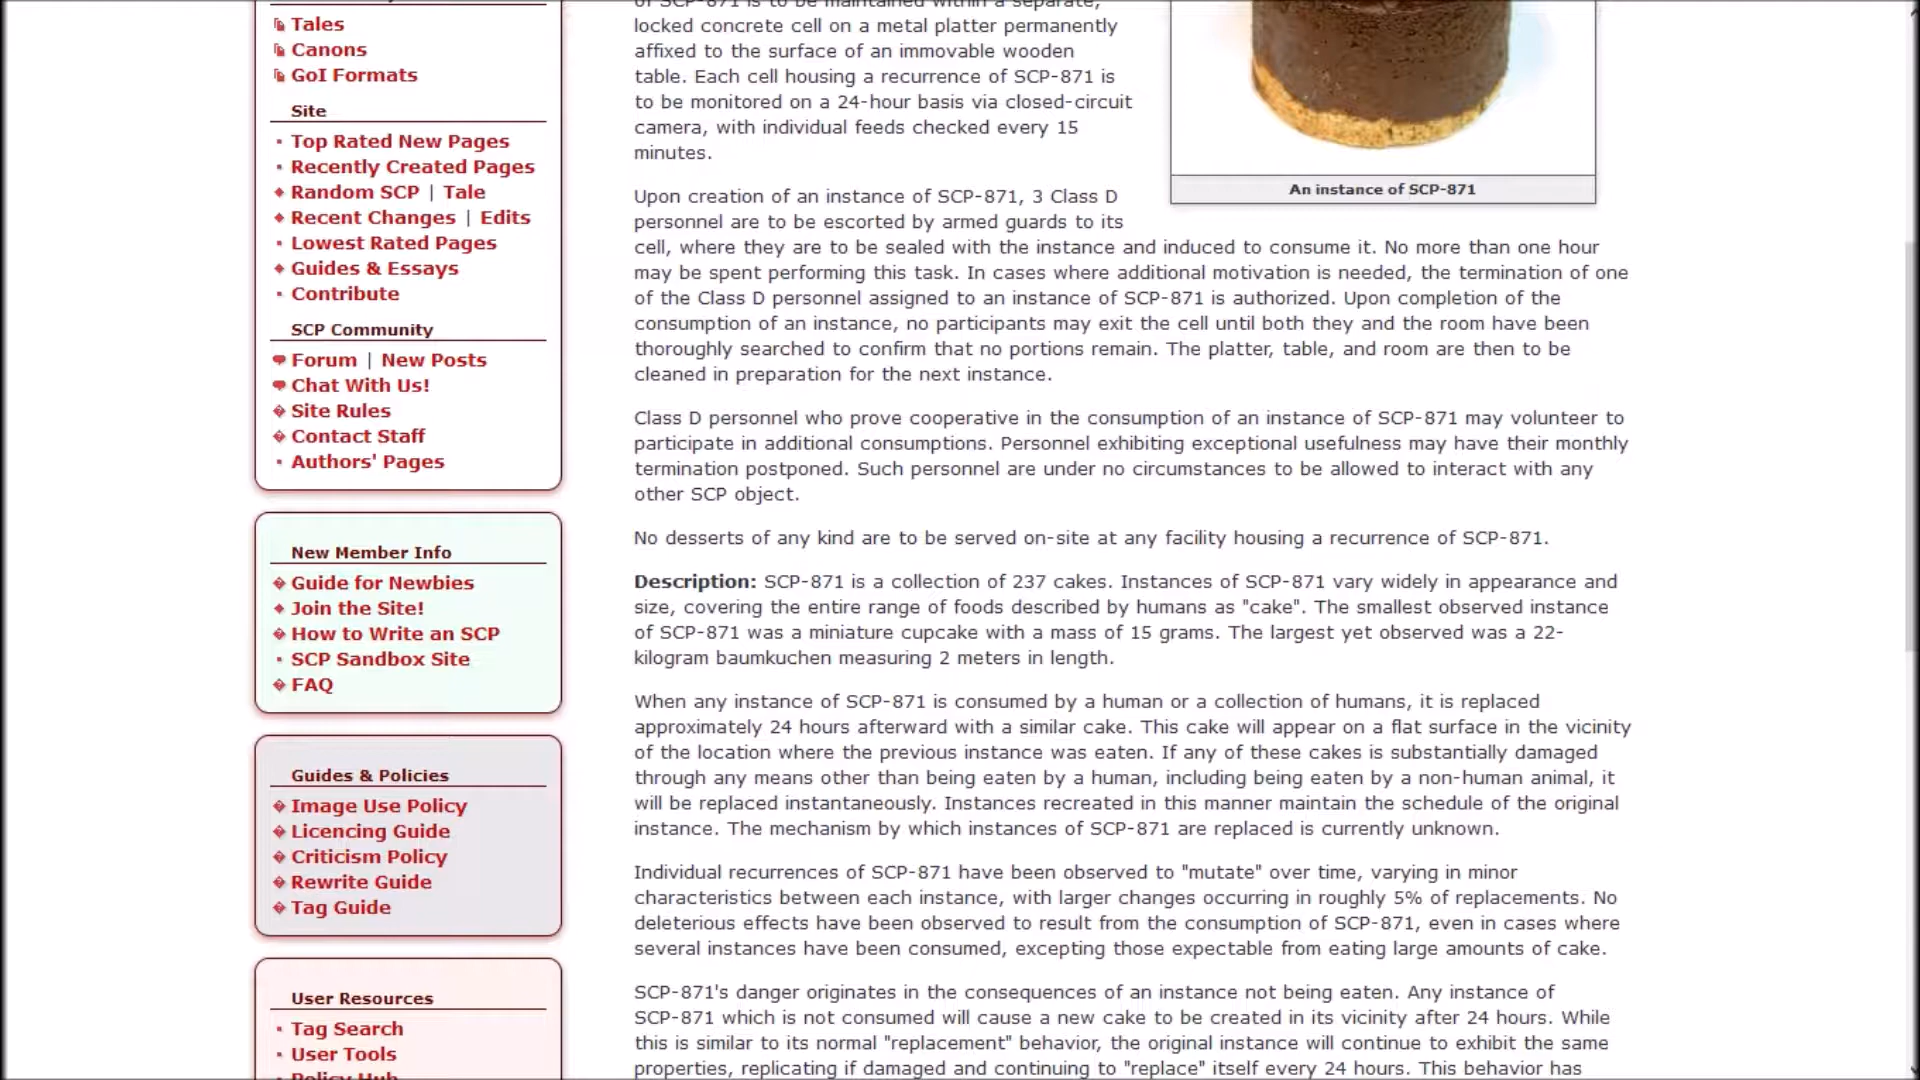 Tales
Canons
GoI Formats
Site
Top Rated New Pages
Recently Created Pages
Random SCP | Tale
Recent Changes | Edits
Lowest Rated Pages
Guides & Essays
Contribute
SCP Community
Forum | New Posts
Chat With Us!
Site Rules
Contact Staff
Authors' Pages
New Member Info
Guide for Newbies
Join the Site!
How to Write an SCP
SCP Sandbox Site
FAQ
Guides & Policies
Image Use Policy
Licencing Guide
Criticism Policy
Rewrite Guide
Tag Guide
User Resources
Tag Search
User Tools
Policy Hub
of SCP-871 is to be maintained within a separate,
locked concrete cell on a metal platter permanently
affixed to the surface of an immovable wooden
table. Each cell housing a recurrence of SCP-871 is
to be monitored on a 24-hour basis via closed-circuit
camera, with individual feeds checked every 15
minutes.
An instance of SCP-871
Upon creation of an instance of SCP-871, 3 Class D
personnel are to be escorted by armed guards to its
cell, where they are to be sealed with the instance and induced to consume it. No more than one hour
may be spent performing this task. In cases where additional motivation is needed, the termination of one
of the Class D personnel assigned to an instance of SCP-871 is authorized. Upon completion of the
consumption of an instance, no participants may exit the cell until both they and the room have been
thoroughly searched to confirm that no portions remain. The platter, table, and room are then to be
cleaned in preparation for the next instance.
Class D personnel who prove cooperative in the consumption of an instance of SCP-871 may volunteer to
participate in additional consumptions. Personnel exhibiting exceptional usefulness may have their monthly
termination postponed. Such personnel are under no circumstances to be allowed to interact with any
other SCP object.
No desserts of any kind are to be served on-site at any facility housing a recurrence of SCP-871.
Description: SCP-871 is a collection of 237 cakes. Instances of SCP-871 vary widely in appearance and
size, covering the entire range of foods described by humans as "cake". The smallest observed instance
of SCP-871 was a miniature cupcake with a mass of 15 grams. The largest yet observed was a 22-
kilogram baumkuchen measuring 2 meters in length.
When any instance of SCP-871 is consumed by a human or a collection of humans, it is replaced
approximately 24 hours afterward with a similar cake. This cake will appear on a flat surface in the vicinity
of the location where the previous instance was eaten. If any of these cakes is substantially damaged
through any means other than being eaten by a human, including being eaten by a non-human animal, it
will be replaced instantaneously. Instances recreated in this manner maintain the schedule of the original
instance. The mechanism by which instances of SCP-871 are replaced is currently unknown.
Individual recurrences of SCP-871 have been observed to "mutate" over time, varying in minor
characteristics between each instance, with larger changes occurring in roughly 5% of replacements. No
deleterious effects have been observed to result from the consumption of SCP-871, even in cases where
several instances have been consumed, excepting those expectable from eating large amounts of cake.
SCP-871's danger originates in the consequences of an instance not being eaten. Any instance of
SCP-871 which is not consumed will cause a new cake to be created in its vicinity after 24 hours. While
this is similar to its normal "replacement" behavior, the original instance will continue to exhibit the same
properties, replicating if damaged and continuing to "replace" itself every 24 hours. This behavior has